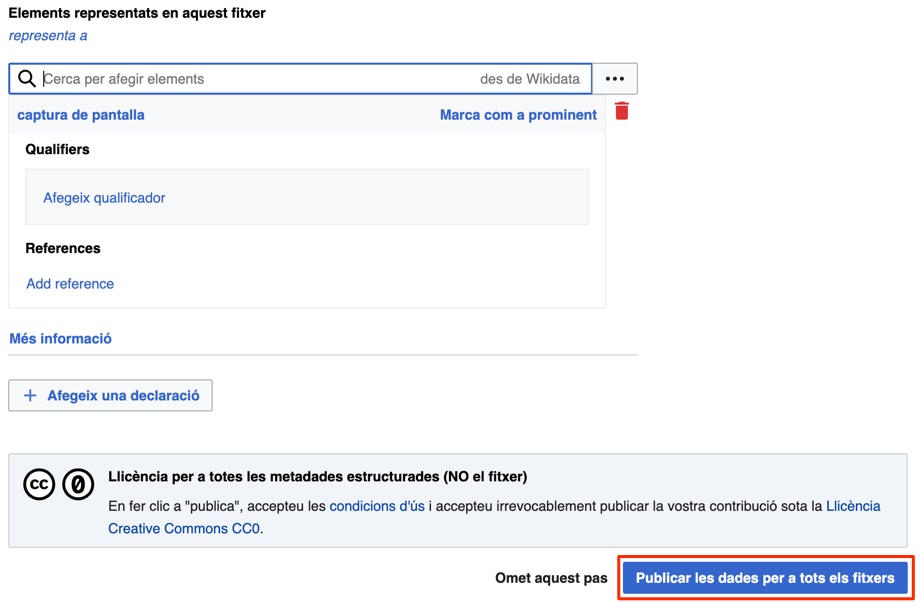 Elements representats en aquest fitxer
representa a
Cerca per afegir elements des de Wikidata
captura de pantalla Marca com a prominent
Qualifiers
Afegeix qualificador
References
Add reference
Més informació
+ Afegeix una declaració
cc 0 Llicència per a totes les metadades estructurades (NO el fitxer)
En fer clic a "publica", accepteu les condicions d'ús i accepteu irrevocablement publicar la vostra contribució sota la Llicència
Creative Commons CC0.
Omet aquest pas Publicar les dades per a tots els fitxers